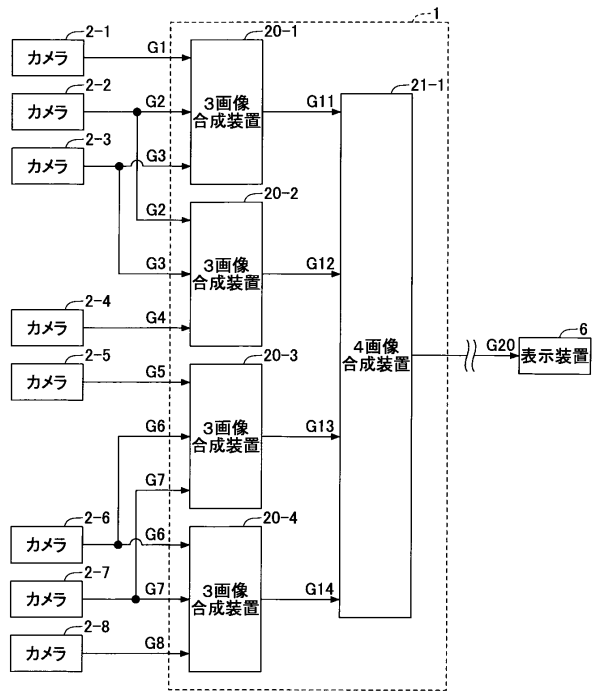 1
2-1
カメラ
G1
20-1
3画像
合成装置
G11
21-1
2-2
カメラ
G2
2-3
カメラ
G3
20-2
G2
3画像
合成装置
G12
G3
2-4
カメラ
G4
4画像
合成装置
G20
6
表示装置
2-5
カメラ
G5
20-3
3画像
合成装置
G13
G6
G7
2-6
カメラ
G6
20-4
3画像
合成装置
G14
2-7
カメラ
G7
2-8
カメラ
G8